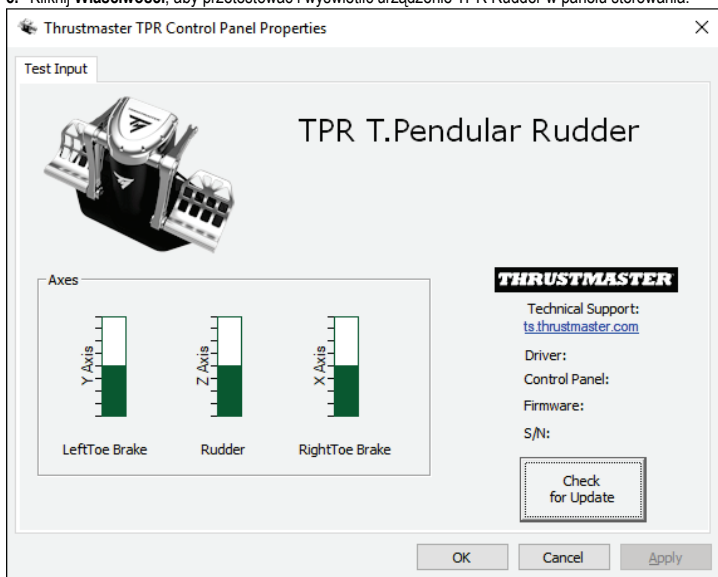 Kliknij Właściwości, aby przetestować i wyświetlić urządzenie TPR Rudder w panelu sterowania.
Thrustmaster TPR Control Panel Properties
Test Input
TPR T.Pendular Rudder
Axes
Y Axis
Z Axis
X Axis
LeftToe Brake
Rudder
RightToe Brake
THRUSTMASTER
Technical Support:
ts.thrustmaster.com
Driver:
Control Panel:
Firmware:
S/N:
Check
for Update
OK
Cancel
Apply